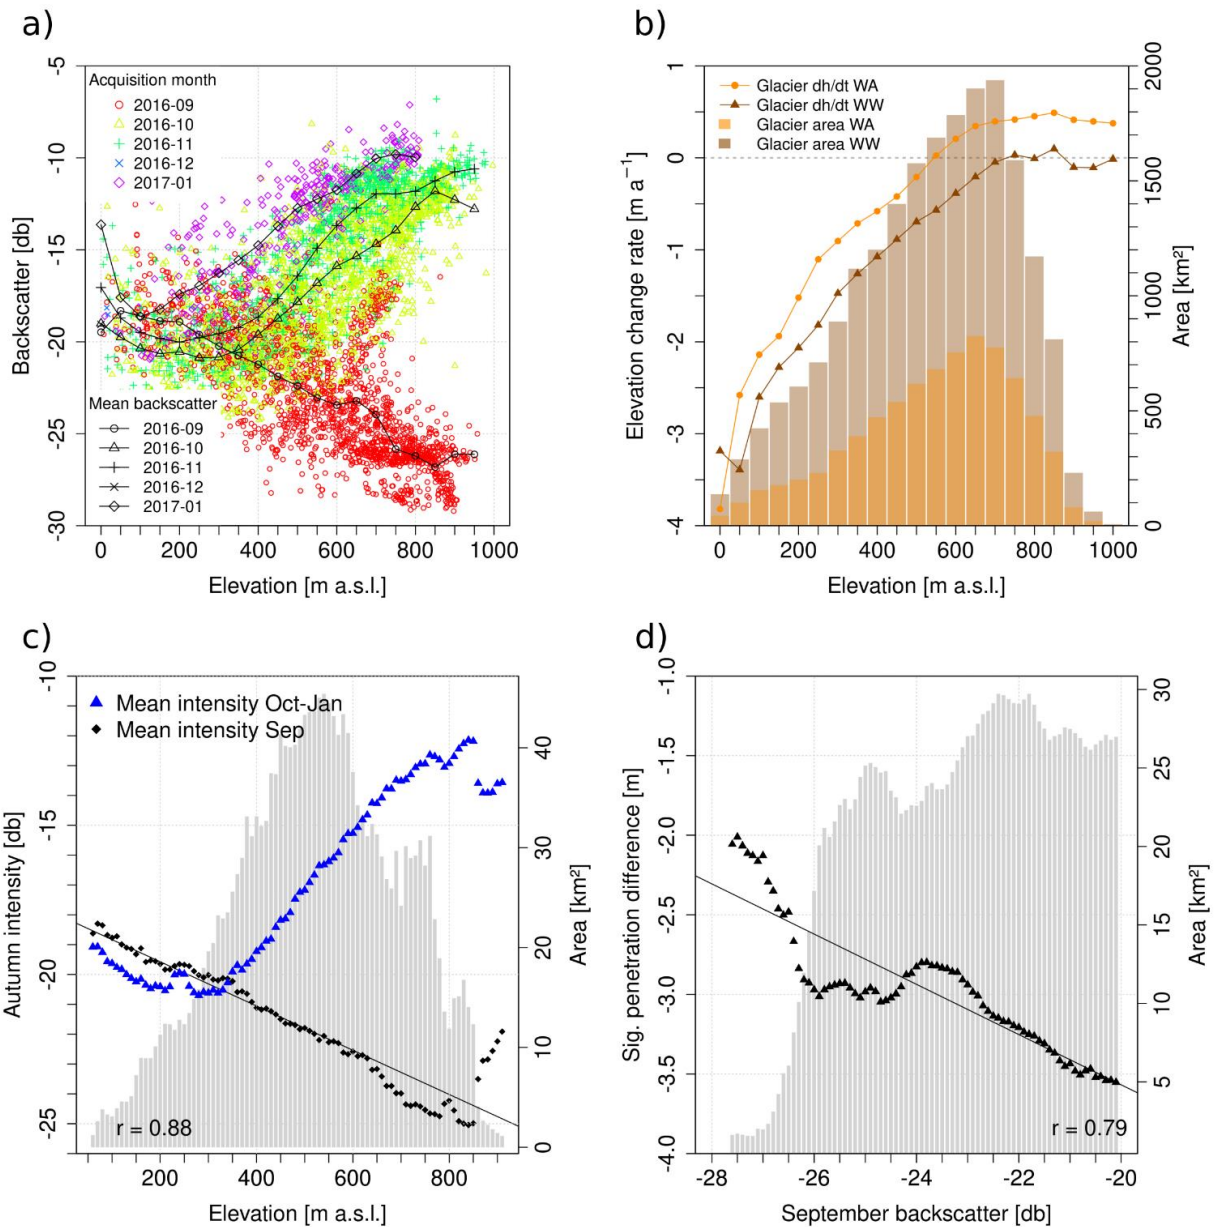 a)
Acquisition month
2016-09
2016-10
2016-11
2016-12
2017-01
Mean backscatter
2016-09
2016-10
2016-11
2016-12
2017-01
Backscatter [db]
-5
-10
-15
-20
-25
-30
0 200 400 600 800 1000
Elevation [m a.s.l.]
b)
Glacier dh/dt WA
Glacier dh/dt WW
Glacier area WA
Glacier area WW
Elevation change rate [m a⁻¹]
1
0
-1
-2
-3
-4
Area [km²]
2000
1500
1000
500
0
0 200 400 600 800 1000
Elevation [m a.s.l.]
c)
Mean intensity Oct-Jan
Mean intensity Sep
Autumn intensity [db]
-10
-15
-20
-25
Area [km²]
40
30
20
10
0
r = 0.88
200 400 600 800
Elevation [m a.s.l.]
d)
Sig. penetration difference [m]
-1.0
-1.5
-2.0
-2.5
-3.0
-3.5
-4.0
Area [km²]
30
25
20
15
10
5
r = 0.79
-28 -26 -24 -22 -20
September backscatter [db]